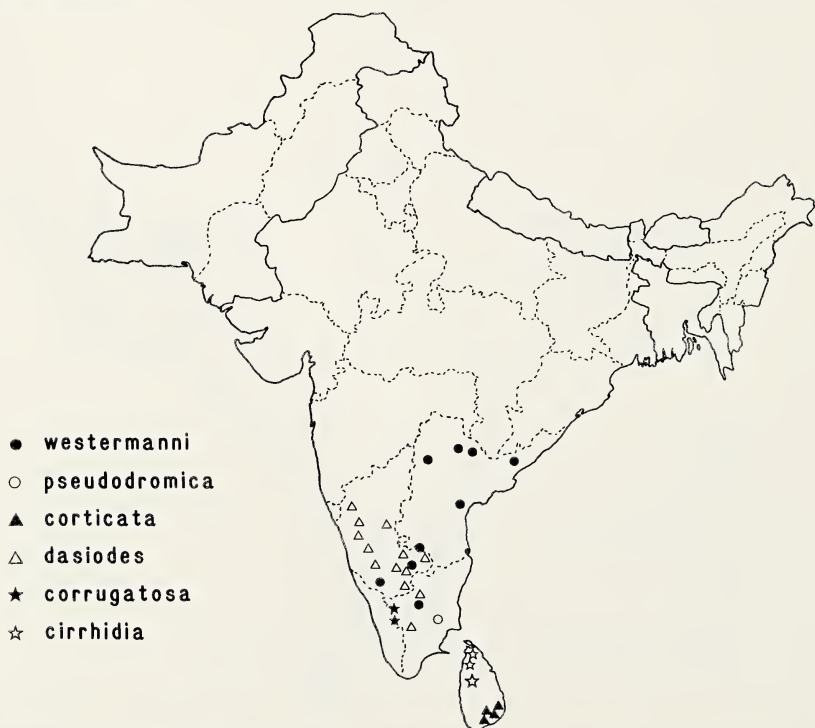 westermanni
pseudodromica
corticata
dasiodes
corrugatosa
cirrhidia